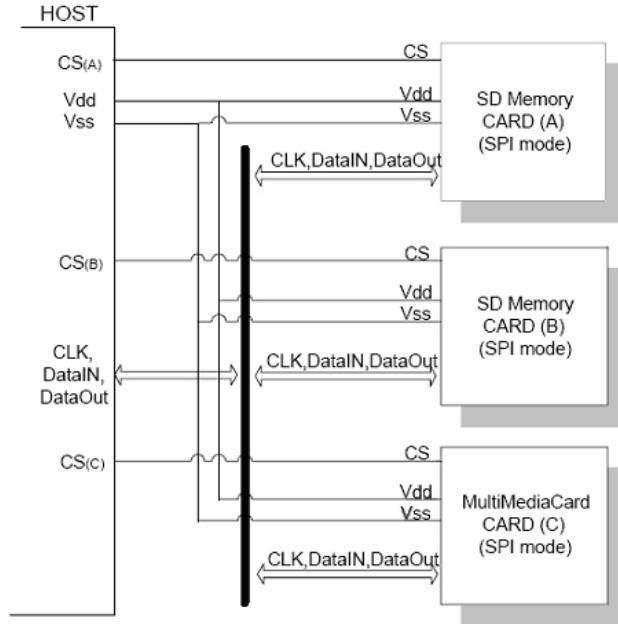 HOST
CS(A)
Vdd
Vss
CS
Vdd
Vss
CLK,DataIN,DataOut
SD Memory
CARD (A)
(SPI mode)
CS(B)
CS
Vdd
Vss
CLK,DataIN,DataOut
SD Memory
CARD (B)
(SPI mode)
CLK,
DataIN,
DataOut
CS(C)
CS
Vdd
Vss
CLK,DataIN,DataOut
MultiMediaCard
CARD (C)
(SPI mode)